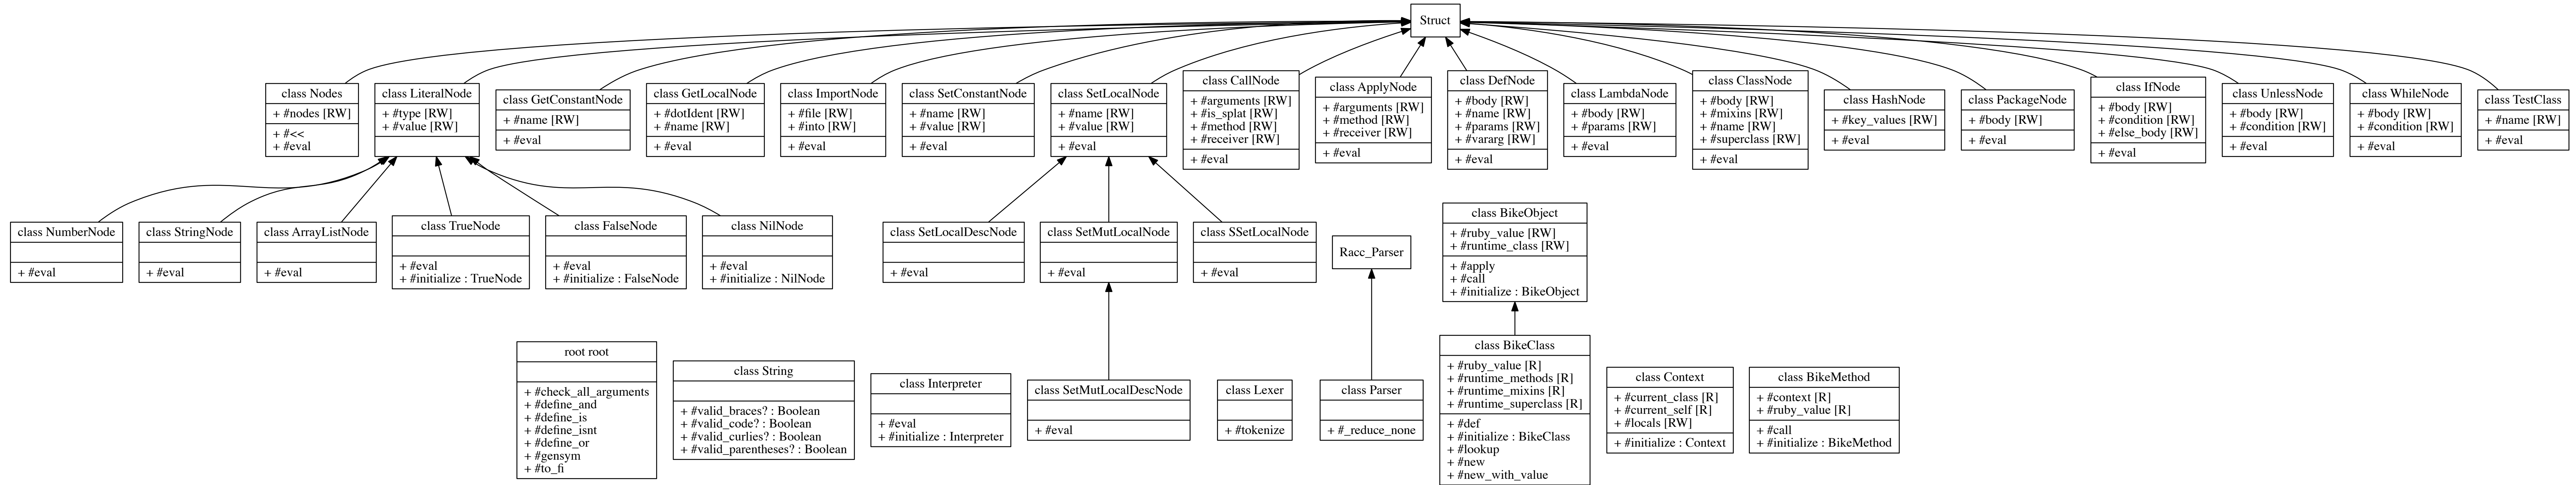 Struct
class Nodes
+ #nodes [RW]
+ #<<
+ #eval
class LiteralNode
+ #type [RW]
+ #value [RW]
+ #eval
class GetConstantNode
+ #name [RW]
+ #eval
class GetLocalNode
+ #dotIdent [RW]
+ #name [RW]
+ #eval
class ImportNode
+ #file [RW]
+ #into [RW]
+ #eval
class SetConstantNode
+ #name [RW]
+ #value [RW]
+ #eval
class SetLocalNode
+ #name [RW]
+ #value [RW]
+ #eval
class CallNode
+ #arguments [RW]
+ #is_splat [RW]
+ #method [RW]
+ #receiver [RW]
+ #eval
class ApplyNode
+ #arguments [RW]
+ #method [RW]
+ #receiver [RW]
+ #eval
class DefNode
+ #body [RW]
+ #name [RW]
+ #params [RW]
+ #vararg [RW]
+ #eval
class LambdaNode
+ #body [RW]
+ #params [RW]
+ #eval
class ClassNode
+ #body [RW]
+ #mixins [RW]
+ #name [RW]
+ #superclass [RW]
+ #eval
class HashNode
+ #key_values [RW]
+ #eval
class PackageNode
+ #body [RW]
+ #eval
class IfNode
+ #body [RW]
+ #condition [RW]
+ #else_body [RW]
+ #eval
class UnlessNode
+ #body [RW]
+ #condition [RW]
+ #eval
class WhileNode
+ #body [RW]
+ #condition [RW]
+ #eval
class TestClass
+ #name [RW]
+ #eval
class NumberNode
+ #eval
class StringNode
+ #eval
class ArrayListNode
+ #eval
class TrueNode
+ #eval
+ #initialize : TrueNode
class FalseNode
+ #eval
+ #initialize : FalseNode
class NilNode
+ #eval
+ #initialize : NilNode
class SetLocalDescNode
+ #eval
class SetMutLocalNode
+ #eval
class SSetLocalNode
+ #eval
Racc_Parser
class BikeObject
+ #ruby_value [RW]
+ #runtime_class [RW]
+ #apply
+ #call
+ #initialize : BikeObject
root root
+ #check_all_arguments
+ #define_and
+ #define_is
+ #define_isnt
+ #define_or
+ #gensym
+ #to_fi
class String
+ #valid_braces? : Boolean
+ #valid_code? : Boolean
+ #valid_curlies? : Boolean
+ #valid_parentheses? : Boolean
class Interpreter
+ #eval
+ #initialize : Interpreter
class SetMutLocalDescNode
+ #eval
class Lexer
+ #tokenize
class Parser
+ #_reduce_none
class BikeClass
+ #ruby_value [R]
+ #runtime_methods [R]
+ #runtime_mixins [R]
+ #runtime_superclass [R]
+ #def
+ #initialize : BikeClass
+ #lookup
+ #new
+ #new_with_value
class Context
+ #current_class [R]
+ #current_self [R]
+ #locals [RW]
+ #initialize : Context
class BikeMethod
+ #context [R]
+ #ruby_value [R]
+ #call
+ #initialize : BikeMethod